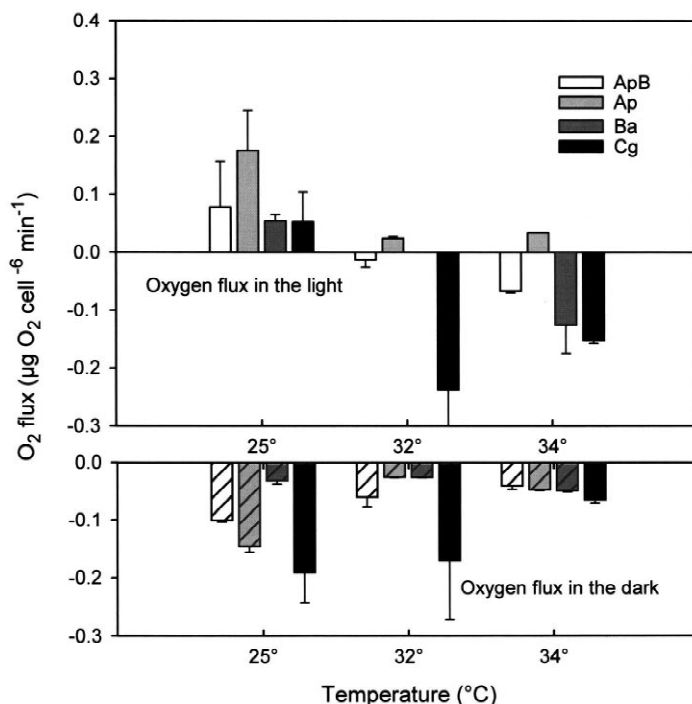 0.4
0.3
0.2
0.1
0.0
-0.1
-0.2
-0.3
ApB
Ap
Ba
Cg
Oxygen flux in the light
25°
32°
34°
O₂ flux (µg O₂ cell ⁻⁶ min⁻¹)
0.0
-0.1
-0.2
-0.3
Oxygen flux in the dark
25°
32°
34°
Temperature (°C)